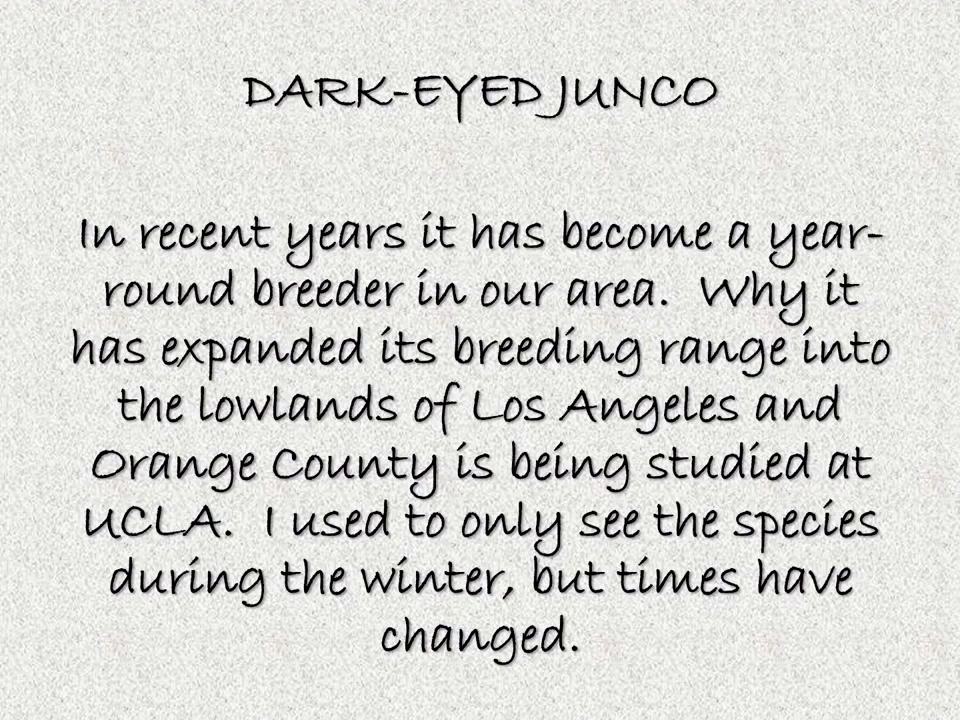 DARK-EYED JUNCO
In recent years it has become a year-
round breeder in our area.  Why it
has expanded its breeding range into
the lowlands of Los Angeles and
Orange County is being studied at
UCLA.  I used to only see the species
during the winter, but times have
changed.